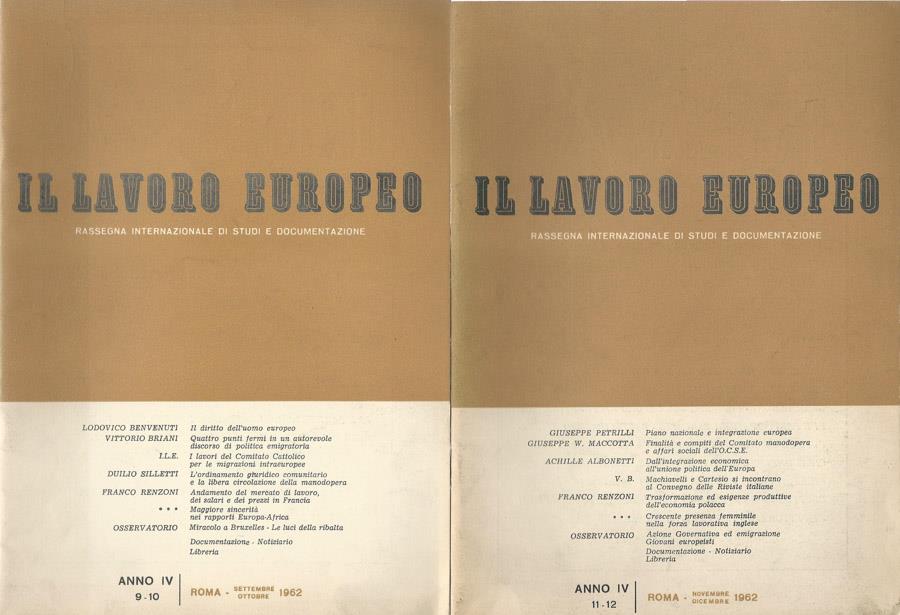 IL LAVORO EUROPEO
RASSEGNA INTERNAZIONALE DI STUDI E DOCUMENTAZIONE
LODOVICO BENVENUTI Il diritto dell'uomo europeo
VITTORIO BRIANI Quattro punti fermi in un autorevole
discorso di politica emigratoria
I.L.E. I lavori del Comitato Cattolico
per le migrazioni intraeuropee
DUILIO SILLETTI L'ordinamento giuridico comunitario
e la libera circolazione della manodopera
FRANCO RENZONI Andamento del mercato di lavoro,
dei salari e dei prezzi in Francia
* * * Maggiore sincerità
nei rapporti Europa-Africa
OSSERVATORIO Miracolo a Bruxelles - Le luci della ribalta
Documentazione - Notiziario
Libreria
ANNO IV
9-10
ROMA - SETTEMBRE OTTOBRE 1962
IL LAVORO EUROPEO
RASSEGNA INTERNAZIONALE DI STUDI E DOCUMENTAZIONE
GIUSEPPE PETRILLI Piano nazionale e integrazione europea
GIUSEPPE W. MACCOTTA Finalità e compiti del Comitato manodopera
e affari sociali dell'O.C.S.E.
ACHILLE ALBONETTI Dall'integrazione economica
all'unione politica dell'Europa
V. B. Machiavelli e Cartesio si incontrano
al Convegno delle Riviste italiane
FRANCO RENZONI Trasformazione ed esigenze produttive
dell'economia polacca
* * * Crescente presenza femminile
nella forza lavorativa inglese
OSSERVATORIO Azione Governativa ed emigrazione
Giovani europeisti
Documentazione - Notiziario
Libreria
ANNO IV
11-12
ROMA - NOVEMBRE DICEMBRE 1962